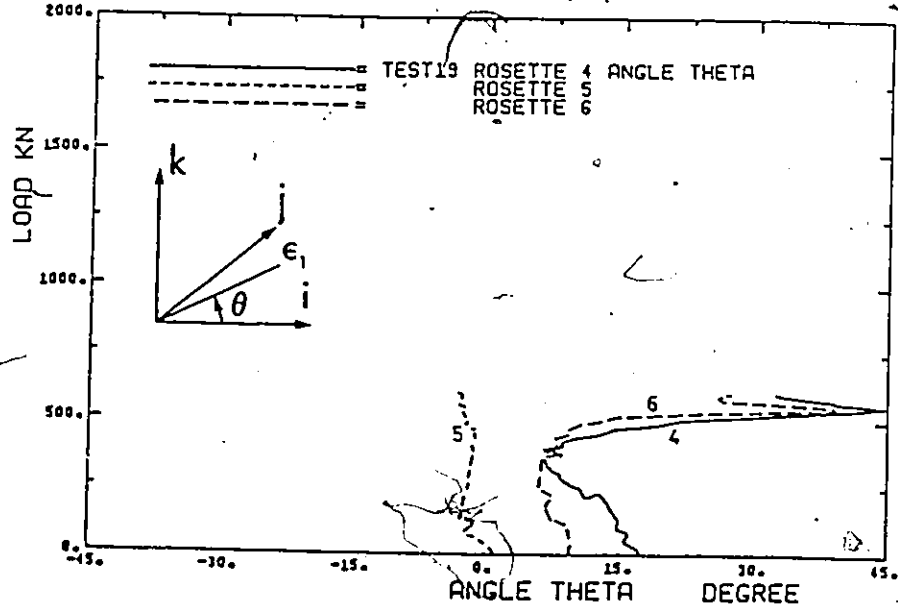 2000.
TEST19 ROSETTE 4 ANGLE THETA
ROSETTE 5
ROSETTE 6
1500.
LOAD KN
k
j
ϵ1
θ
i
1000.
500.
6
5
4
0.
-45. -30. -15. 0. 15. 30. 45.
ANGLE THETA DEGREE